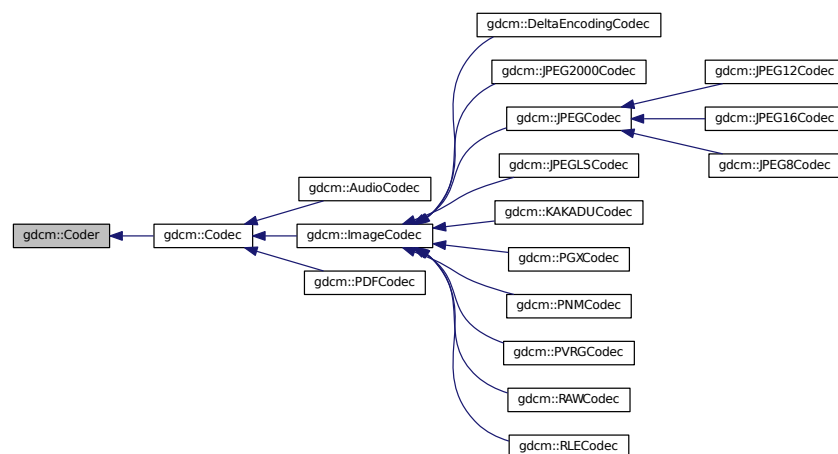 gdcm::DeltaEncodingCodec
gdcm::JPEG2000Codec
gdcm::JPEG12Codec
gdcm::JPEGCodec
gdcm::JPEG16Codec
gdcm::JPEGLSCodec
gdcm::JPEG8Codec
gdcm::AudioCodec
gdcm::KAKADUCodec
gdcm::Coder
gdcm::Codec
gdcm::ImageCodec
gdcm::PGXCodec
gdcm::PDFCodec
gdcm::PNMCodec
gdcm::PVRGCodec
gdcm::RAWCodec
gdcm::RLECodec